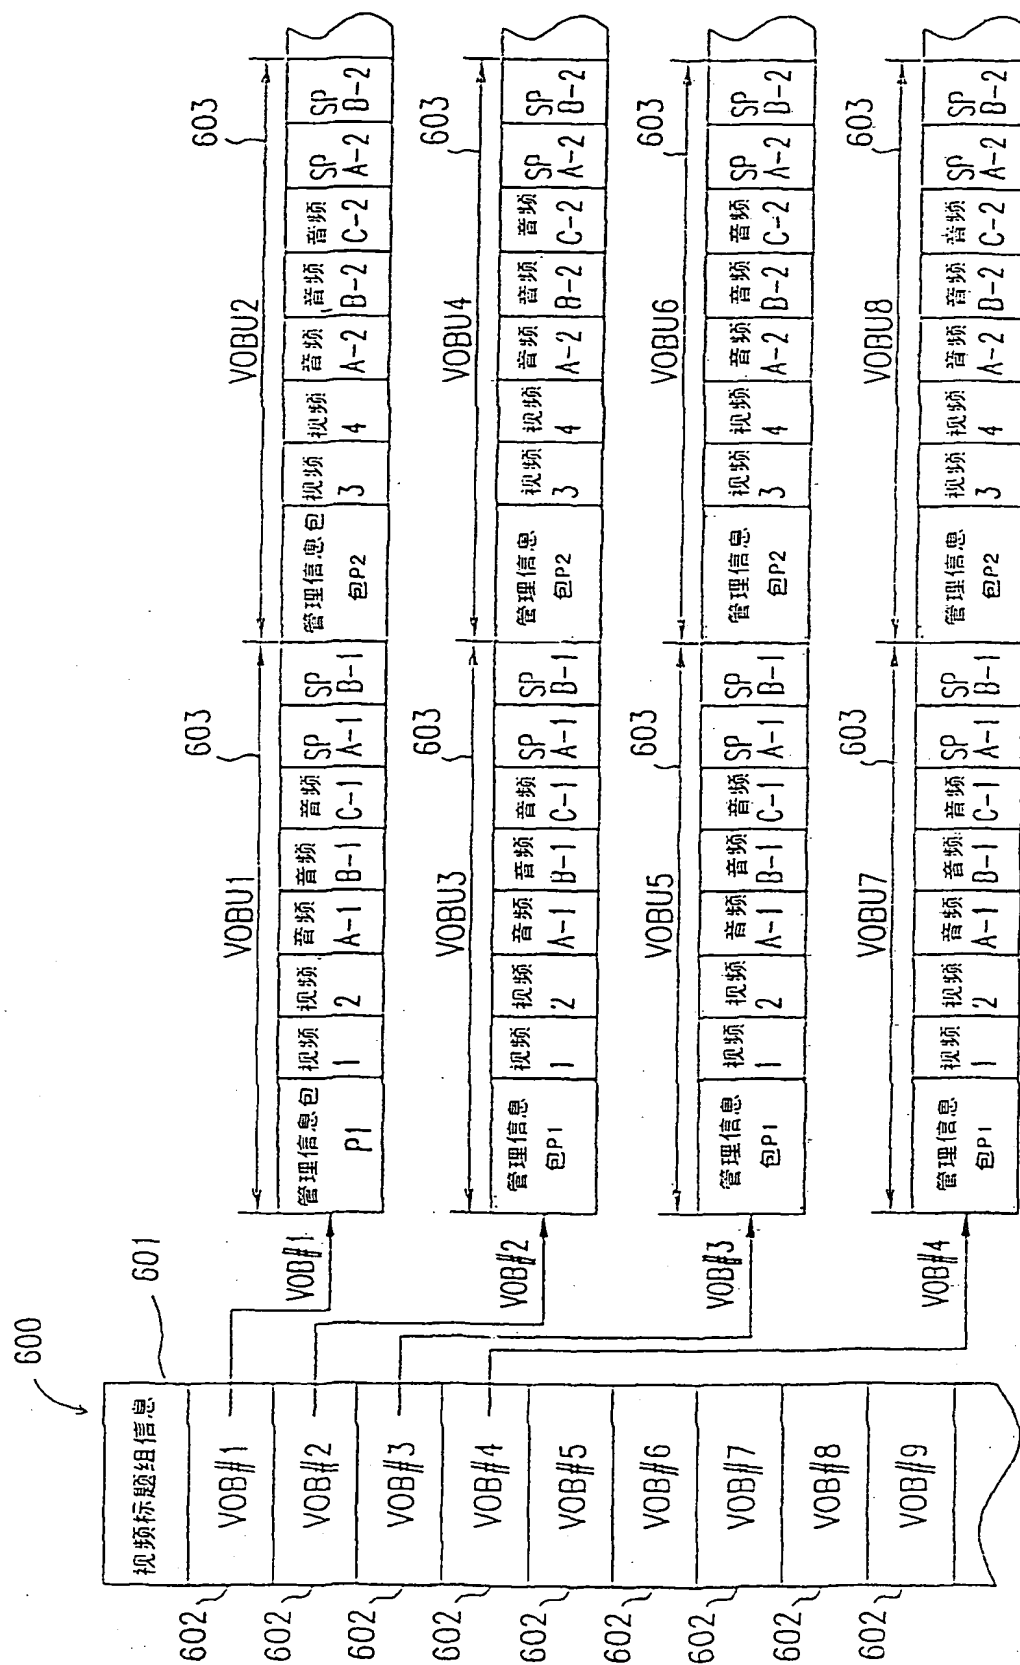 600
601
视频标题组信息
602 VOB#1
602 VOB#2
602 VOB#3
602 VOB#4
602 VOB#5
602 VOB#6
602 VOB#7
602 VOB#8
602 VOB#9
VOB#1
603 603
VOBU1 VOBU2
管理信息包 P1
视频 1
视频 2
音频 A-1
音频 B-1
音频 C-1
SP A-1
SP B-1
管理信息包 包P2
视频 3
视频 4
音频 A-2
音频 B-2
音频 C-2
SP A-2
SP B-2
VOB#2
603 603
VOBU3 VOBU4
管理信息 包P1
视频 1
视频 2
音频 A-1
音频 B-1
音频 C-1
SP A-1
SP B-1
管理信息 包P2
视频 3
视频 4
音频 A-2
音频 B-2
音频 C-2
SP A-2
SP B-2
VOB#3
603 603
VOBU5 VOBU6
管理信息 包P1
视频 1
视频 2
音频 A-1
音频 B-1
音频 C-1
SP A-1
SP B-1
管理信息 包P2
视频 3
视频 4
音频 A-2
音频 B-2
音频 C-2
SP A-2
SP B-2
VOB#4
603 603
VOBU7 VOBU8
管理信息 包P1
视频 1
视频 2
音频 A-1
音频 B-1
音频 C-1
SP A-1
SP B-1
管理信息 包P2
视频 3
视频 4
音频 A-2
音频 B-2
音频 C-2
SP A-2
SP B-2